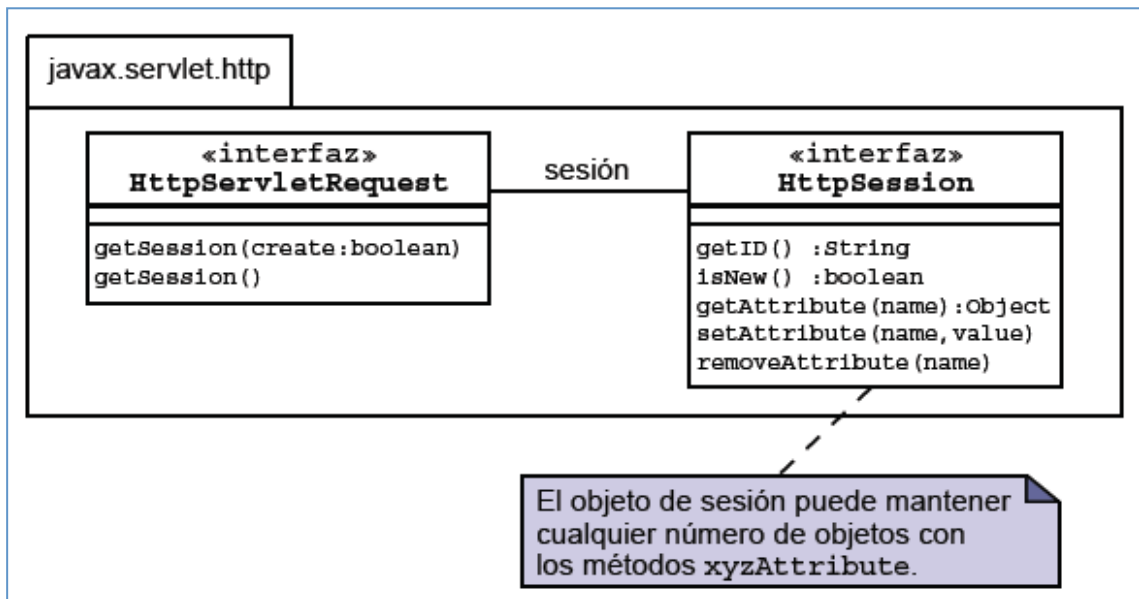 javax.servlet.http
«interfaz»
HttpServletRequest
getSession(create:boolean)
getSession()
sesión
«interfaz»
HttpSession
getID() :String
isNew() :boolean
getAttribute(name):Object
setAttribute(name,value)
removeAttribute(name)
El objeto de sesión puede mantener
cualquier número de objetos con
los métodos xyzAttribute.